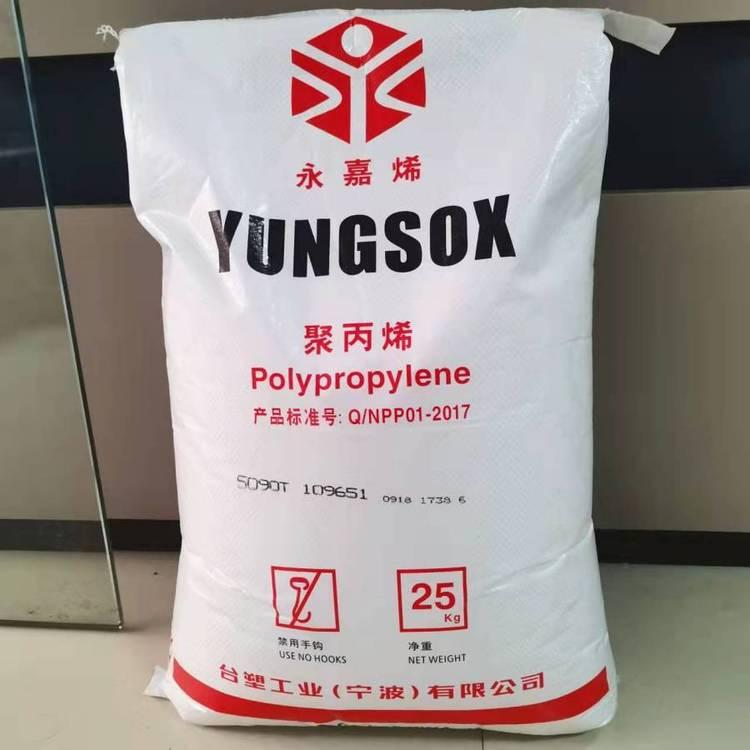 永嘉烯
YUNGSOX
聚丙烯
Polypropylene
产品标准号: Q/NPP01-2017
5090T 109651 0918 1738 6
25
Kg
禁用手钩
USE NO HOOKS
净重
NET WEIGHT
台塑工业(宁波)有限公司